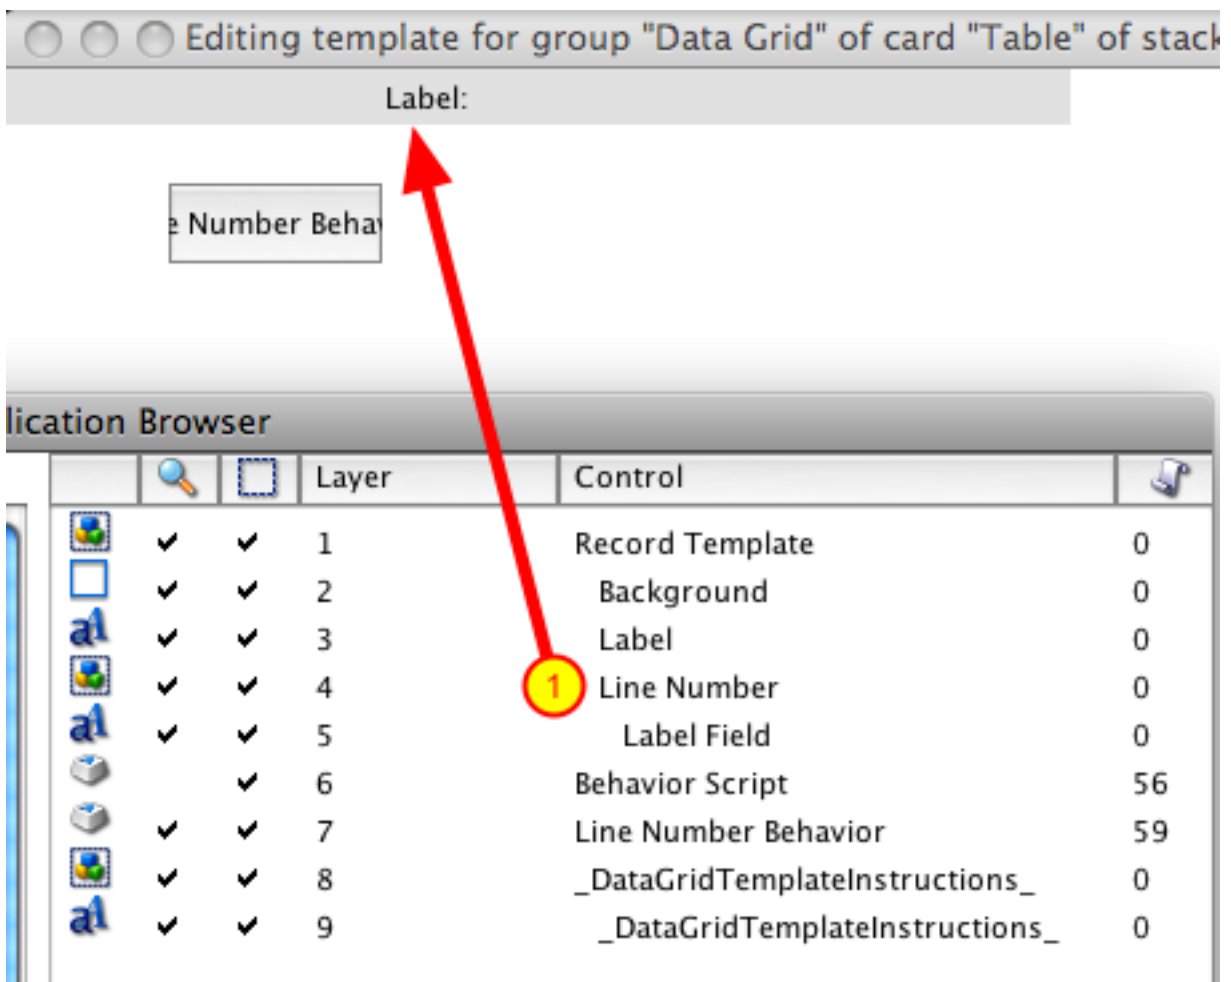 Editing template for group "Data Grid" of card "Table" of stack
Label:
Number Behav
lication Browser
Layer Control
1 Record Template 0
2 Background 0
3 Label 0
4 1 Line Number 0
5 Label Field 0
6 Behavior Script 56
7 Line Number Behavior 59
8 _DataGridTemplateInstructions_ 0
9 _DataGridTemplateInstructions_ 0